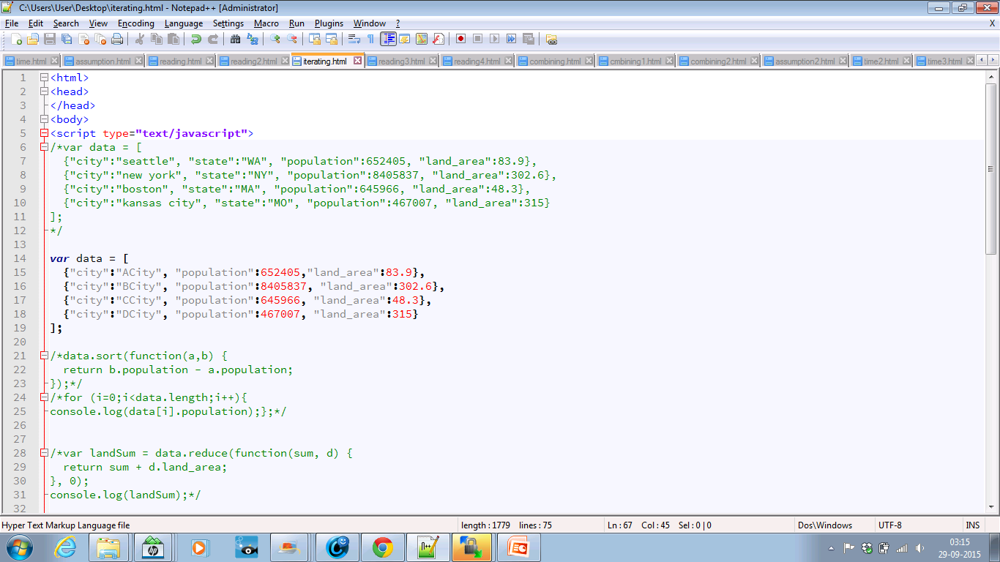 C:\Users\User\Desktop\iterating.html - Notepad++ [Administrator]
File Edit Search View Encoding Language Settings Macro Run Plugins Window ? X
time.html assumption.html reading.html reading2.html iterating.html reading3.html reading4.html combining.html cmbining1.html combining2.html assumption2.html time2.html time3.html
1 <html>
2 <head>
3 </head>
4 <body>
5 <script type="text/javascript">
6 /*var data = [
7 {"city":"seattle", "state":"WA", "population":652405, "land_area":83.9},
8 {"city":"new york", "state":"NY", "population":8405837, "land_area":302.6},
9 {"city":"boston", "state":"MA", "population":645966, "land_area":48.3},
10 {"city":"kansas city", "state":"MO", "population":467007, "land_area":315}
11 ];
12 */
13
14 var data = [
15 {"city":"ACity", "population":652405,"land_area":83.9},
16 {"city":"BCity", "population":8405837, "land_area":302.6},
17 {"city":"CCity", "population":645966, "land_area":48.3},
18 {"city":"DCity", "population":467007, "land_area":315}
19 ];
20
21 /*data.sort(function(a,b) {
22 return b.population - a.population;
23 });*/
24 /*for (i=0;i<data.length;i++){
25 console.log(data[i].population);};*/
26
27
28 /*var landSum = data.reduce(function(sum, d) {
29 return sum + d.land_area;
30 }, 0);
31 console.log(landSum);*/
32
Hyper Text Markup Language file length : 1779 lines : 75 Ln : 67 Col : 45 Sel : 0 | 0 Dos\Windows UTF-8 INS
hp
03:15
29-09-2015